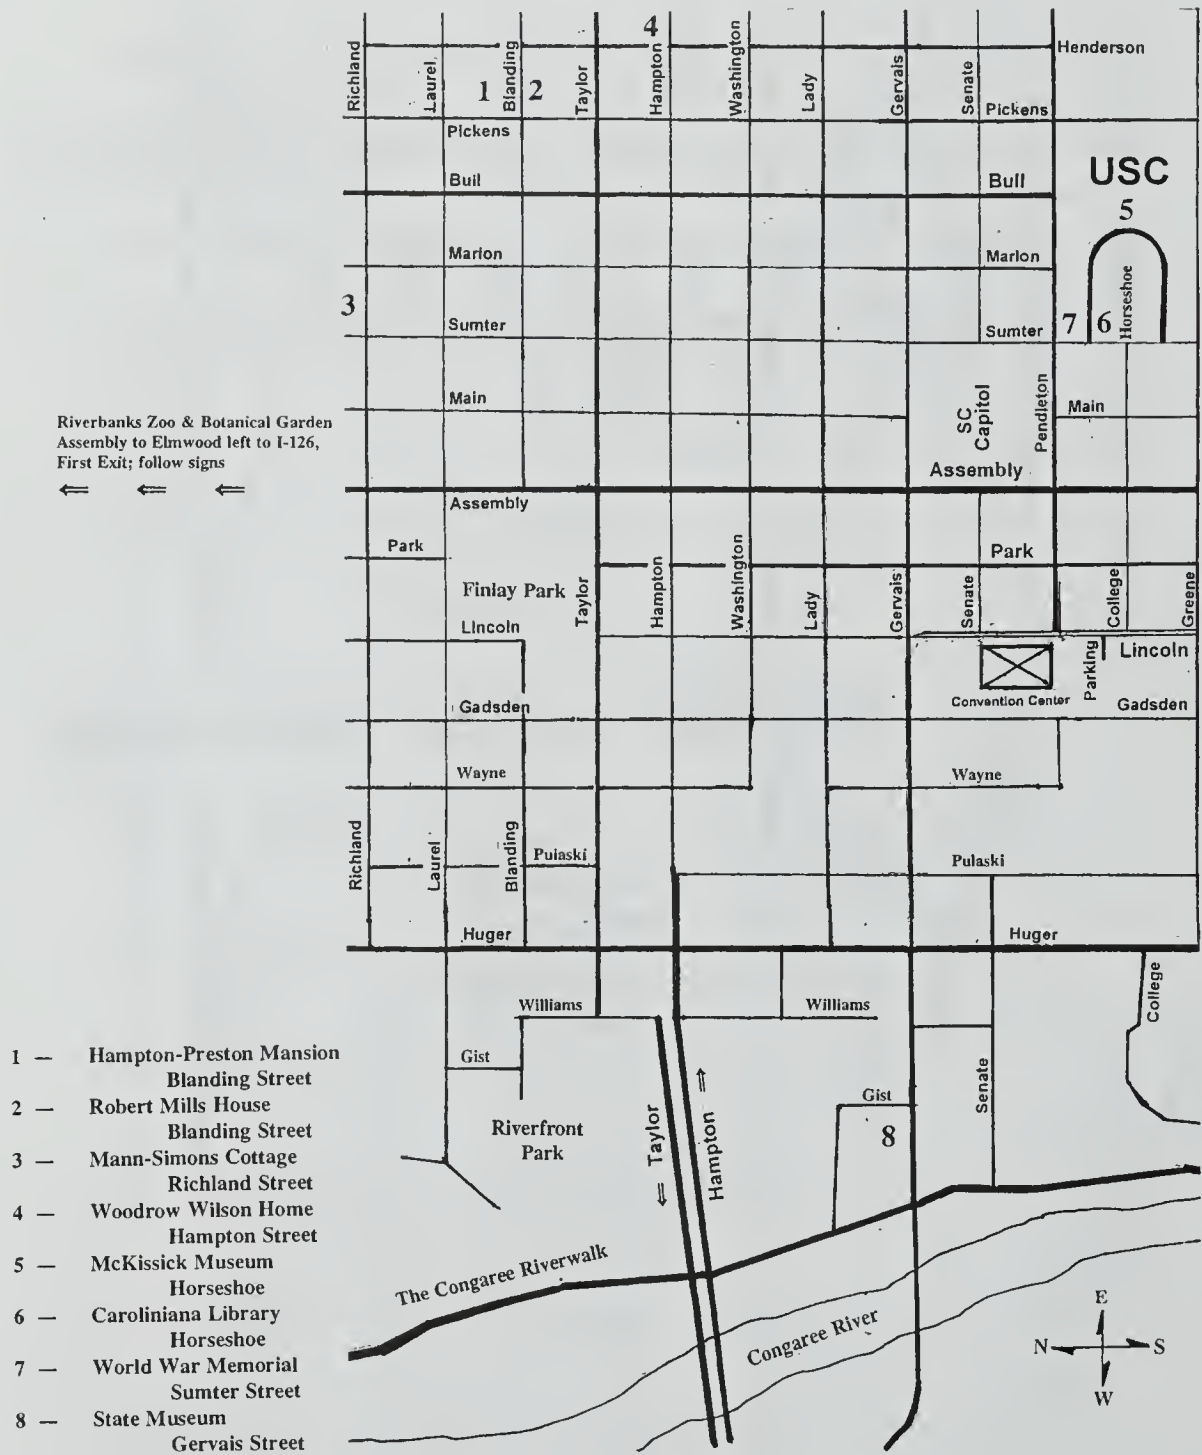 4
Henderson
Richland
Laurel
Blanding
Taylor
Hampton
Washington
Lady
Gervais
Senate
1
2
Pickens
Pickens
Bull
Bull
USC
5
Marion
Marion
Horseshoe
3
Sumter
Sumter
7
6
Main
SC
Capitol
Pendleton
Main
Riverbanks Zoo & Botanical Garden
Assembly to Elmwood left to I-126,
First Exit; follow signs
Assembly
Assembly
Park
Park
Finlay Park
Taylor
Hampton
Washington
Lady
Gervais
Senate
College
Greene
Lincoln
Parking
Lincoln
Convention Center
Gadsden
Gadsden
Wayne
Wayne
Richland
Laurel
Blanding
Pulaski
Pulaski
Huger
Huger
Williams
Williams
College
Gist
Senate
Gist
8
Riverfront
Park
Taylor
Hampton
The Congaree Riverwalk
Congaree River
E
N
S
W
1 — Hampton-Preston Mansion
Blanding Street
2 — Robert Mills House
Blanding Street
3 — Mann-Simons Cottage
Richland Street
4 — Woodrow Wilson Home
Hampton Street
5 — McKissick Museum
Horseshoe
6 — Caroliniana Library
Horseshoe
7 — World War Memorial
Sumter Street
8 — State Museum
Gervais Street